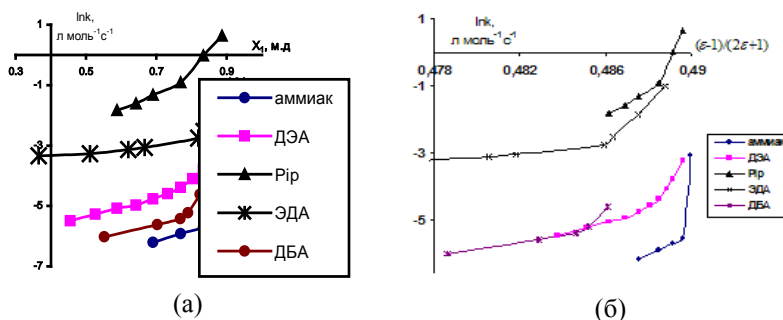 lnk,
л моль⁻¹с⁻¹
X₁, м.д
1
-1
-3
-5
-7
0.3
0.5
0.7
0.9
аммиак
ДЭА
Pip
ЭДА
ДБА
(а)
lnk,
л моль⁻¹с⁻¹
(ε-1)/(2ε+1)
1
-1
-3
-5
0,478
0,482
0,486
0,49
аммиак
ДЭА
Pip
ЭДА
ДБА
(б)